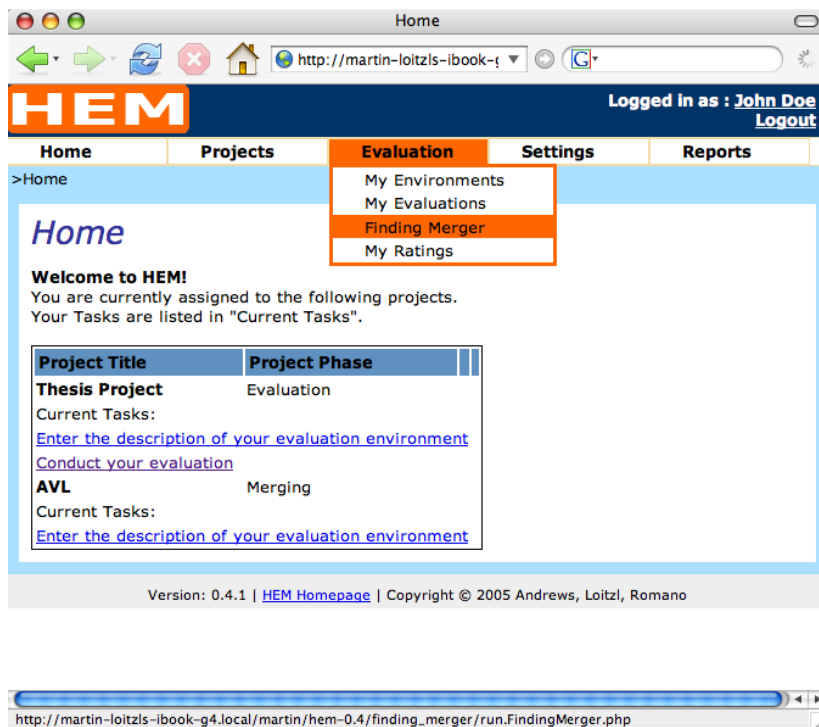 Home
http://martin-loitzls-ibook-g
G
HEM
Logged in as : John Doe
Logout
Home Projects Evaluation Settings Reports
>Home
My Environments
My Evaluations
Finding Merger
My Ratings
Home
Welcome to HEM!
You are currently assigned to the following projects.
Your Tasks are listed in "Current Tasks".
Project Title Project Phase
Thesis Project Evaluation
Current Tasks:
Enter the description of your evaluation environment
Conduct your evaluation
AVL Merging
Current Tasks:
Enter the description of your evaluation environment
Version: 0.4.1 | HEM Homepage | Copyright © 2005 Andrews, Loitzl, Romano
http://martin-loitzls-ibook-g4.local/martin/hem-0.4/finding_merger/run.FindingMerger.php